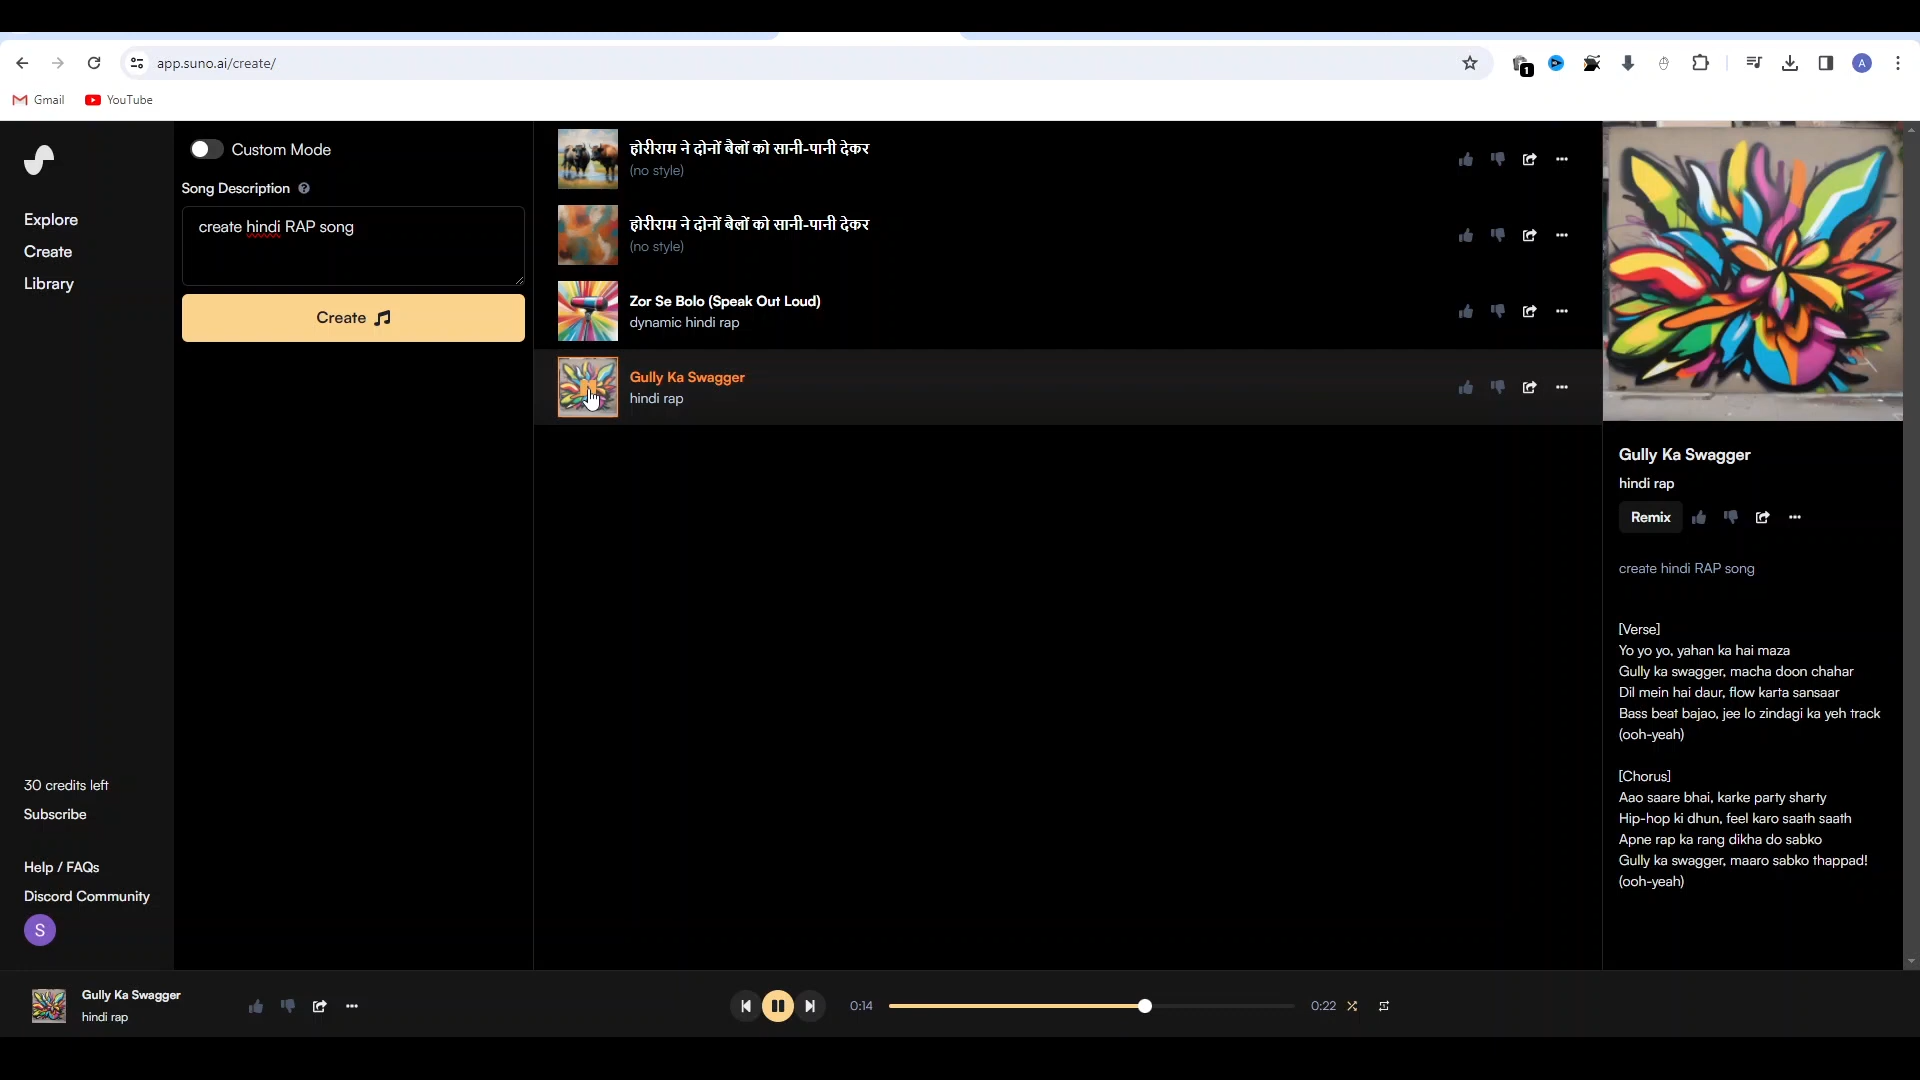 app.suno.ai/create/
1
A
Gmail
YouTube
Explore
Create
Library
30 credits left
Subscribe
Help / FAQs
Discord Community
S
Custom Mode
Song Description ?
create hindi RAP song
Create
होरीराम ने दोनों बैलों को सानी-पानी देकर
(no style)
होरीराम ने दोनों बैलों को सानी-पानी देकर
(no style)
Zor Se Bolo (Speak Out Loud)
dynamic hindi rap
Gully Ka Swagger
hindi rap
Gully Ka Swagger
hindi rap
Remix
create hindi RAP song
[Verse]
Yo yo yo, yahan ka hai maza
Gully ka swagger, macha doon chahar
Dil mein hai daur, flow karta sansaar
Bass beat bajao, jee lo zindagi ka yeh track
(ooh-yeah)
[Chorus]
Aao saare bhai, karke party sharty
Hip-hop ki dhun, feel karo saath saath
Apne rap ka rang dikha do sabko
Gully ka swagger, maaro sabko thappad!
(ooh-yeah)
Gully Ka Swagger
hindi rap
0:14
0:22